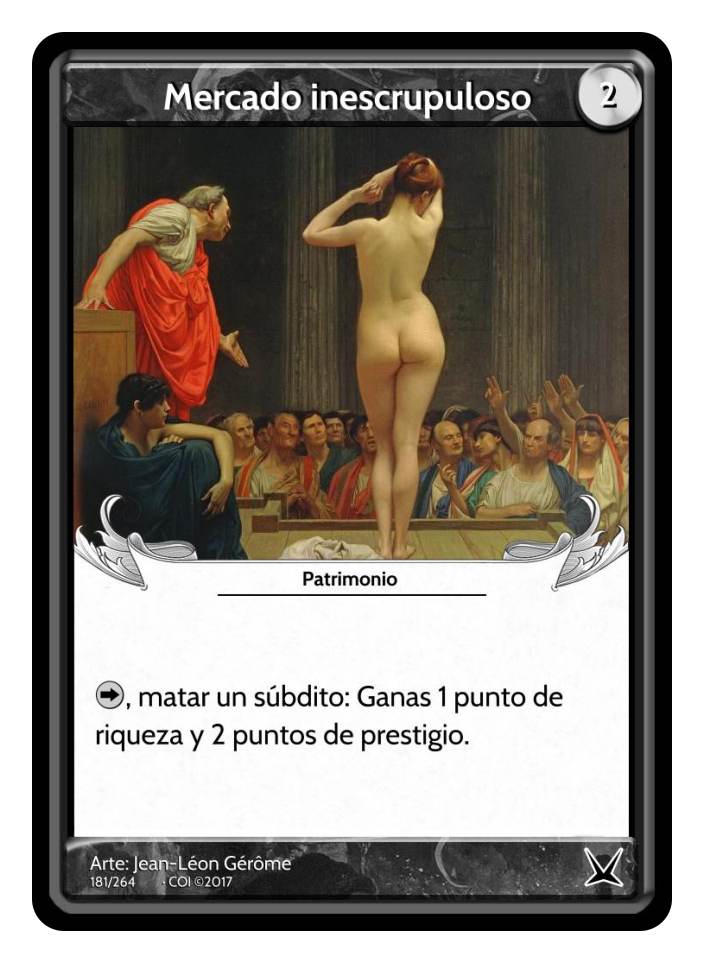 Mercado inescrupuloso
2
Patrimonio
, matar un súbdito: Ganas 1 punto de
riqueza y 2 puntos de prestigio.
Arte: Jean-Léon Gérôme
181/264 · COI ©2017